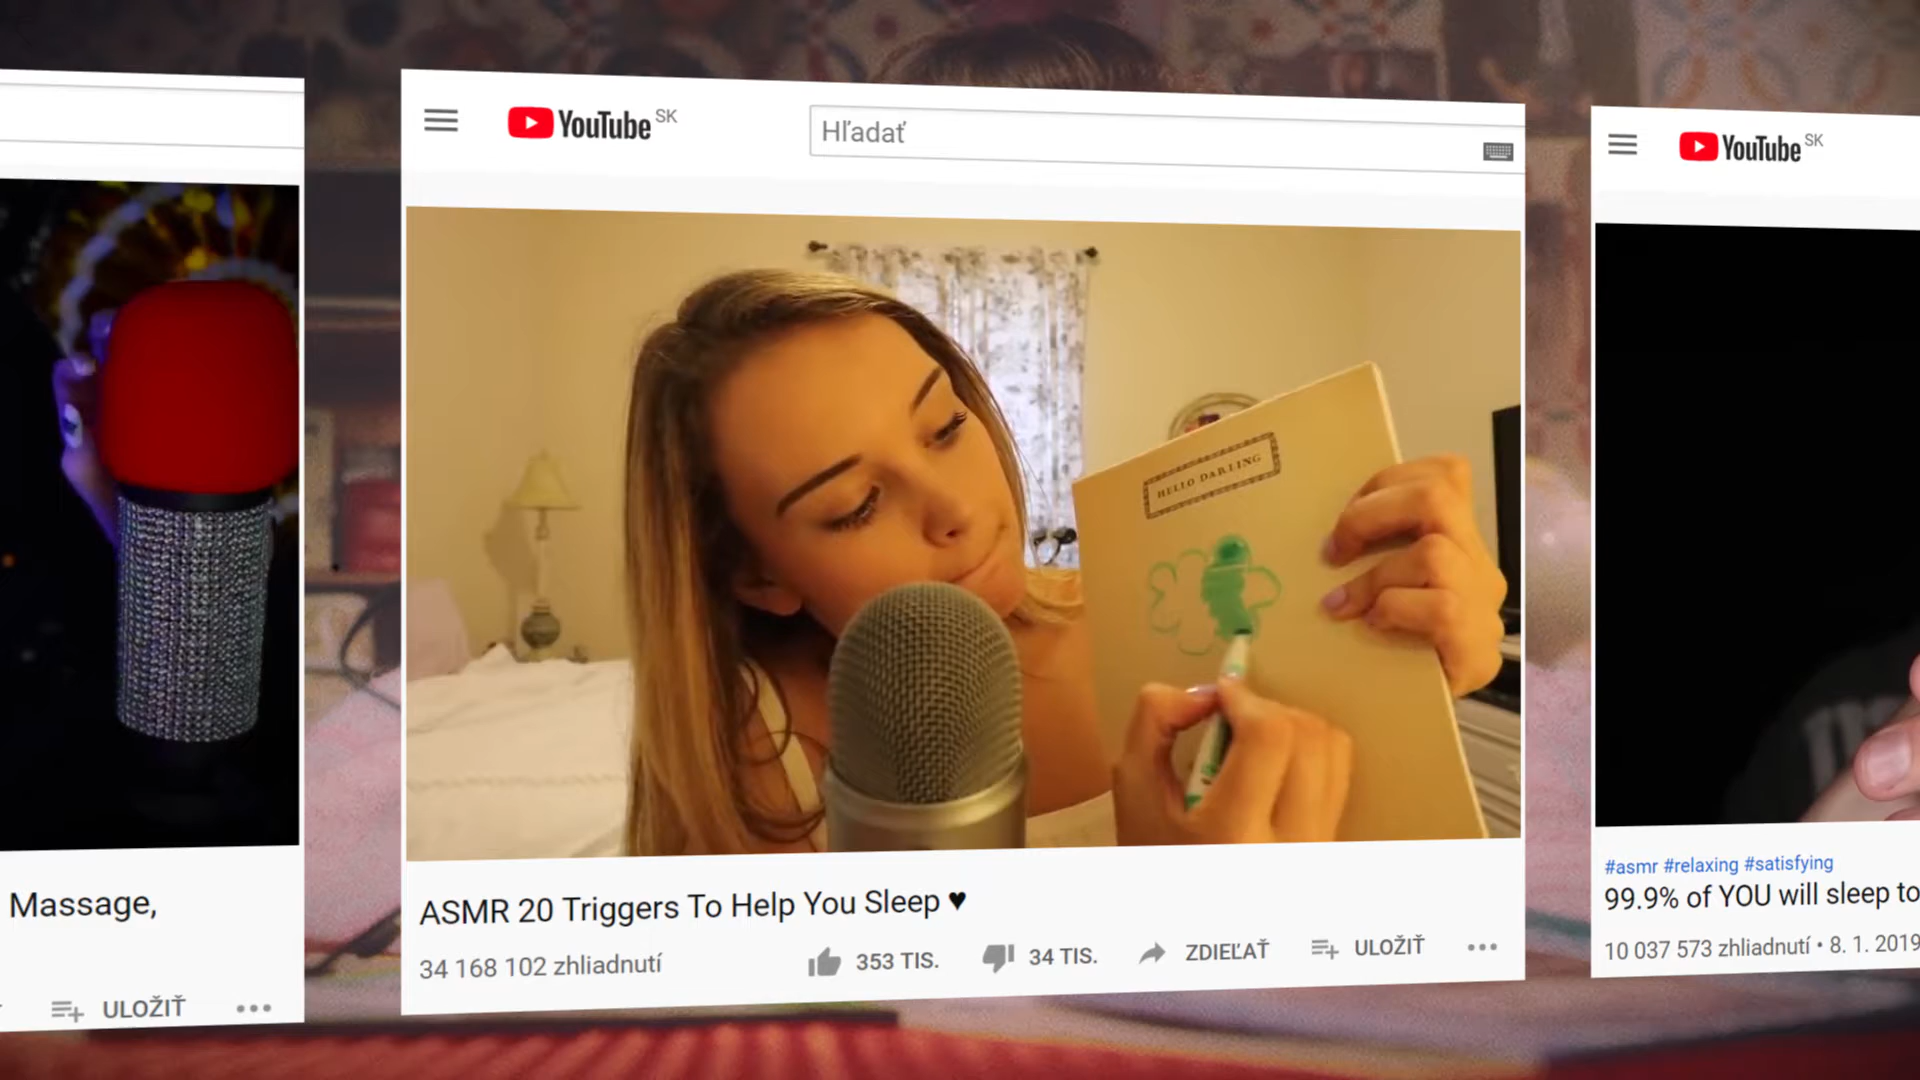 Massage,
ULOŽIŤ
YouTube SK
Hľadať
HELLO DARLING
ASMR 20 Triggers To Help You Sleep ♥
34 168 102 zhliadnutí
353 TIS.
34 TIS.
ZDIEĽAŤ
ULOŽIŤ
YouTube SK
#asmr #relaxing #satisfying
99.9% of YOU will sleep to
10 037 573 zhliadnutí • 8. 1. 2019